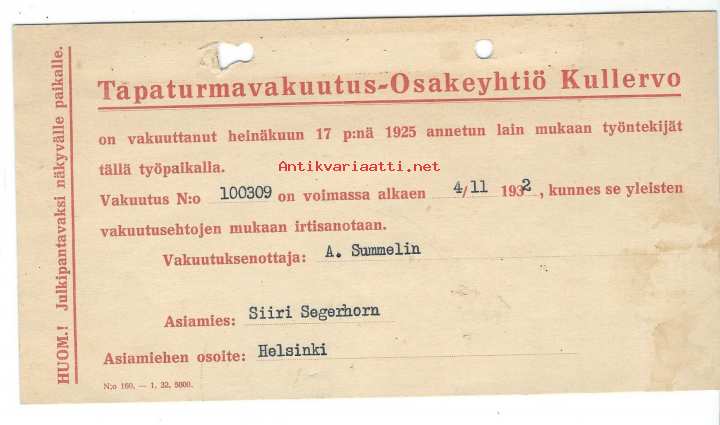 HUOM.! Julkipantavaksi näkyvälle paikalle.
Tapaturmavakuutus-Osakeyhtiö Kullervo
on vakuuttanut heinäkuun 17 p:nä 1925 annetun lain mukaan työntekijät
tällä työpaikalla.
Antikvariaatti.net
Vakuutus N:o 100309 on voimassa alkaen 4/11 1932, kunnes se yleisten
vakuutusehtojen mukaan irtisanotaan.
Vakuutuksenottaja: A. Summelin
Asiamies: Siiri Segerhorn
Asiamiehen osoite: Helsinki
N:o 160. — 1, 32, 5000.